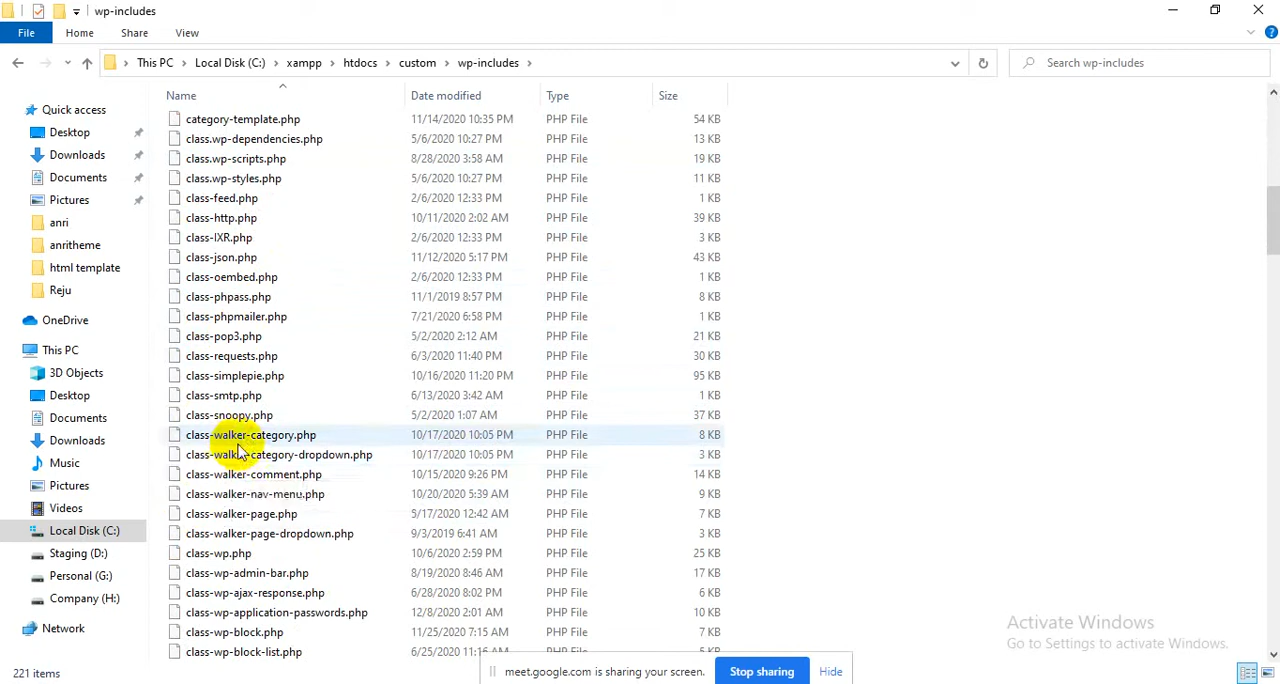 wp-includes
File Home Share View
This PC Local Disk (C:) xampp htdocs custom wp-includes
Search wp-includes
Quick access
Desktop
Downloads
Documents
Pictures
anri
anritheme
html template
Reju
OneDrive
This PC
3D Objects
Desktop
Documents
Downloads
Music
Pictures
Videos
Local Disk (C:)
Staging (D:)
Personal (G:)
Company (H:)
Network
Name Date modified Type Size
category-template.php 11/14/2020 10:35 PM PHP File 54 KB
class.wp-dependencies.php 5/6/2020 10:27 PM PHP File 13 KB
class.wp-scripts.php 8/28/2020 3:58 AM PHP File 19 KB
class.wp-styles.php 5/6/2020 10:27 PM PHP File 11 KB
class-feed.php 2/6/2020 12:33 PM PHP File 1 KB
class-http.php 10/11/2020 2:02 AM PHP File 39 KB
class-IXR.php 2/6/2020 12:33 PM PHP File 3 KB
class-json.php 11/12/2020 5:17 PM PHP File 43 KB
class-oembed.php 2/6/2020 12:33 PM PHP File 1 KB
class-phpass.php 11/1/2019 8:57 PM PHP File 8 KB
class-phpmailer.php 7/21/2020 6:58 PM PHP File 1 KB
class-pop3.php 5/2/2020 2:12 AM PHP File 21 KB
class-requests.php 6/3/2020 11:40 PM PHP File 30 KB
class-simplepie.php 10/16/2020 11:20 PM PHP File 95 KB
class-smtp.php 6/13/2020 3:42 AM PHP File 1 KB
class-snoopy.php 5/2/2020 1:07 AM PHP File 37 KB
class-walker-category.php 10/17/2020 10:05 PM PHP File 8 KB
class-walker-category-dropdown.php 10/17/2020 10:05 PM PHP File 3 KB
class-walker-comment.php 10/15/2020 9:26 PM PHP File 14 KB
class-walker-nav-menu.php 10/20/2020 5:39 AM PHP File 9 KB
class-walker-page.php 5/17/2020 12:42 AM PHP File 7 KB
class-walker-page-dropdown.php 9/3/2019 6:41 AM PHP File 3 KB
class-wp.php 10/6/2020 2:59 PM PHP File 25 KB
class-wp-admin-bar.php 8/19/2020 8:46 AM PHP File 17 KB
class-wp-ajax-response.php 6/28/2020 8:02 PM PHP File 6 KB
class-wp-application-passwords.php 12/8/2020 2:01 AM PHP File 10 KB
class-wp-block.php 11/25/2020 7:15 AM PHP File 7 KB
class-wp-block-list.php 6/25/2020 11:16 AM PHP File 5 KB
Activate Windows
Go to Settings to activate Windows.
221 items
meet.google.com is sharing your screen. Stop sharing Hide